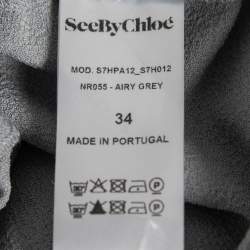 SeeByChloé
MOD. S7HPA12_S7H012
NR055 - AIRY GREY
34
MADE IN PORTUGAL